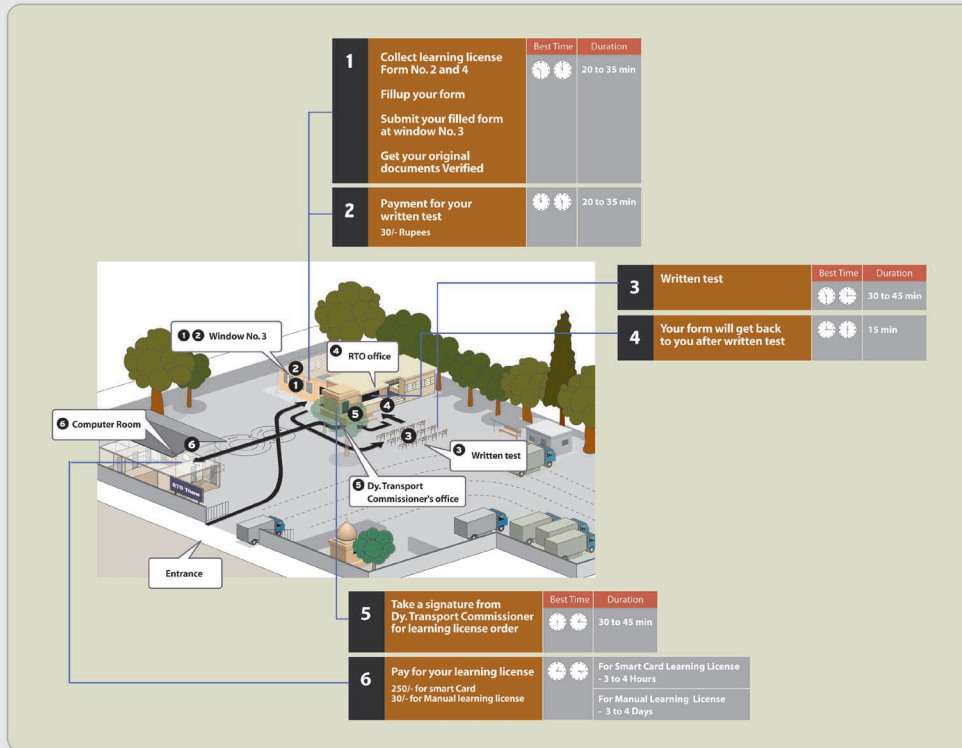 1
Collect learning license
Form No. 2 and 4
Fillup your form
Submit your filled form
at window No. 3
Get your original
documents Verified
Best Time
Duration
20 to 35 min
2
Payment for your
written test
30/- Rupees
20 to 35 min
3
Written test
Best Time
Duration
30 to 45 min
4
Your form will get back
to you after written test
15 min
1 2 Window No. 3
4 RTO office
2
1
5
4
3
6 Computer Room
6
3 Written test
RTO Thane
5 Dy. Transport
Commissioner's office
Entrance
5
Take a signature from
Dy. Transport Commissioner
for learning license order
Best Time
Duration
30 to 45 min
6
Pay for your learning license
250/- for smart Card
30/- for Manual learning license
For Smart Card Learning License
- 3 to 4 Hours
For Manual Learning License
- 3 to 4 Days